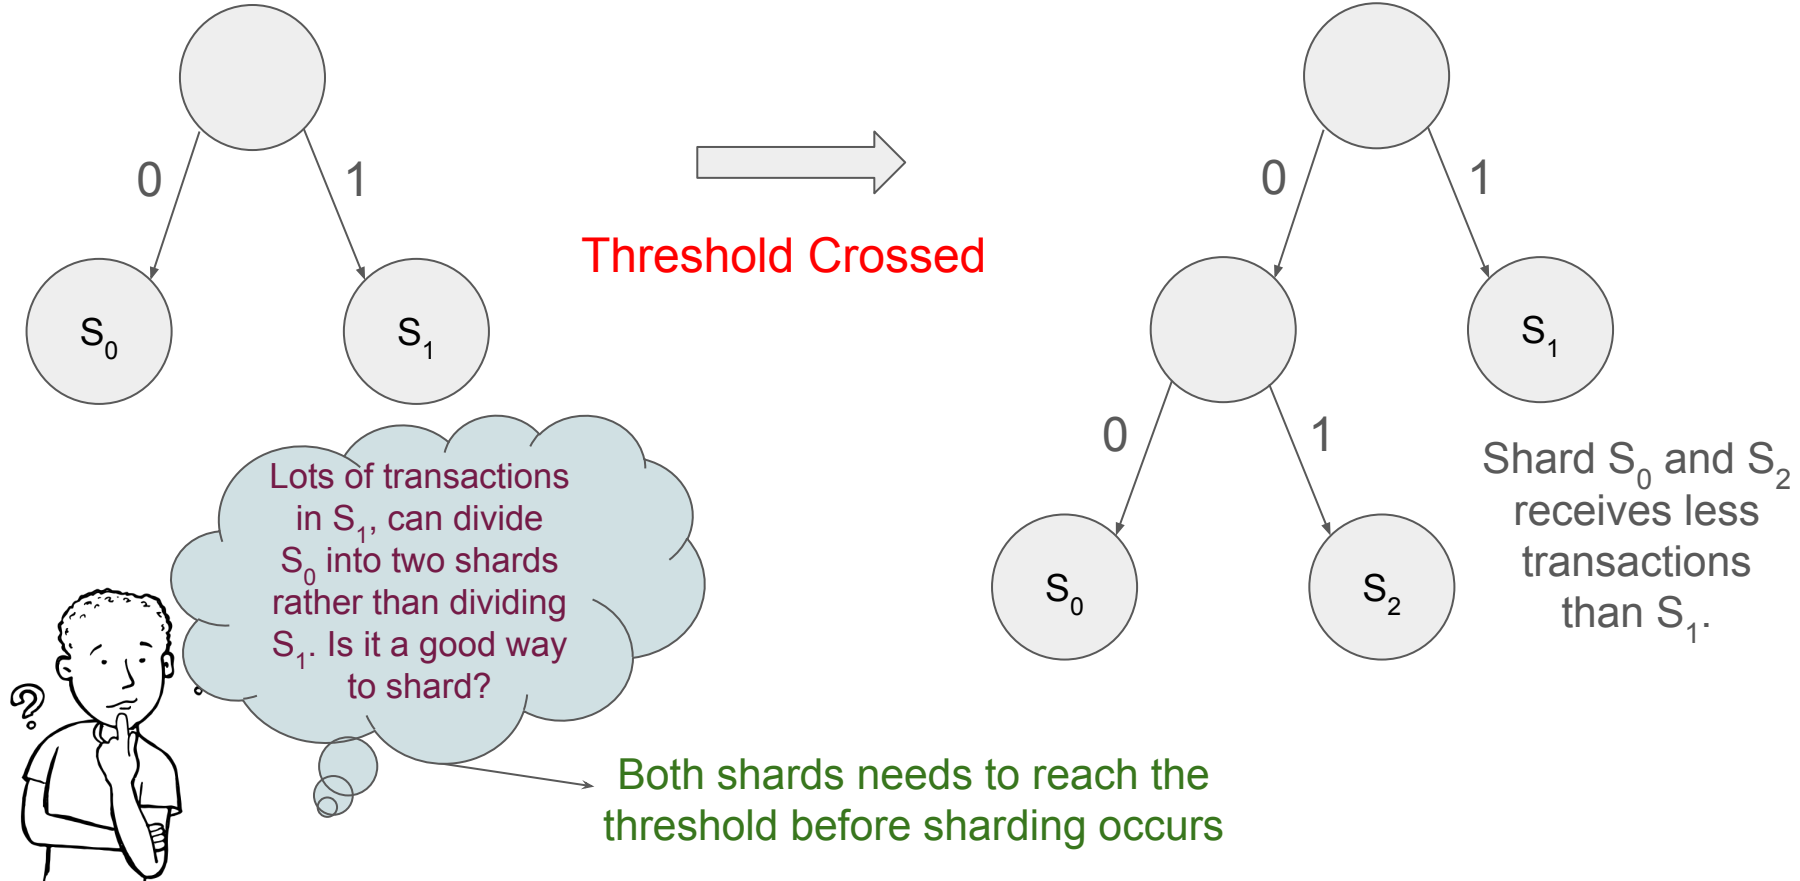 0
1
S0
S1
Threshold Crossed
0
1
S1
0
1
S0
S2
Shard S0 and S2
receives less
transactions
than S1.
Lots of transactions
in S1, can divide
S0 into two shards
rather than dividing
S1. Is it a good way
to shard?
?
Both shards needs to reach the
threshold before sharding occurs